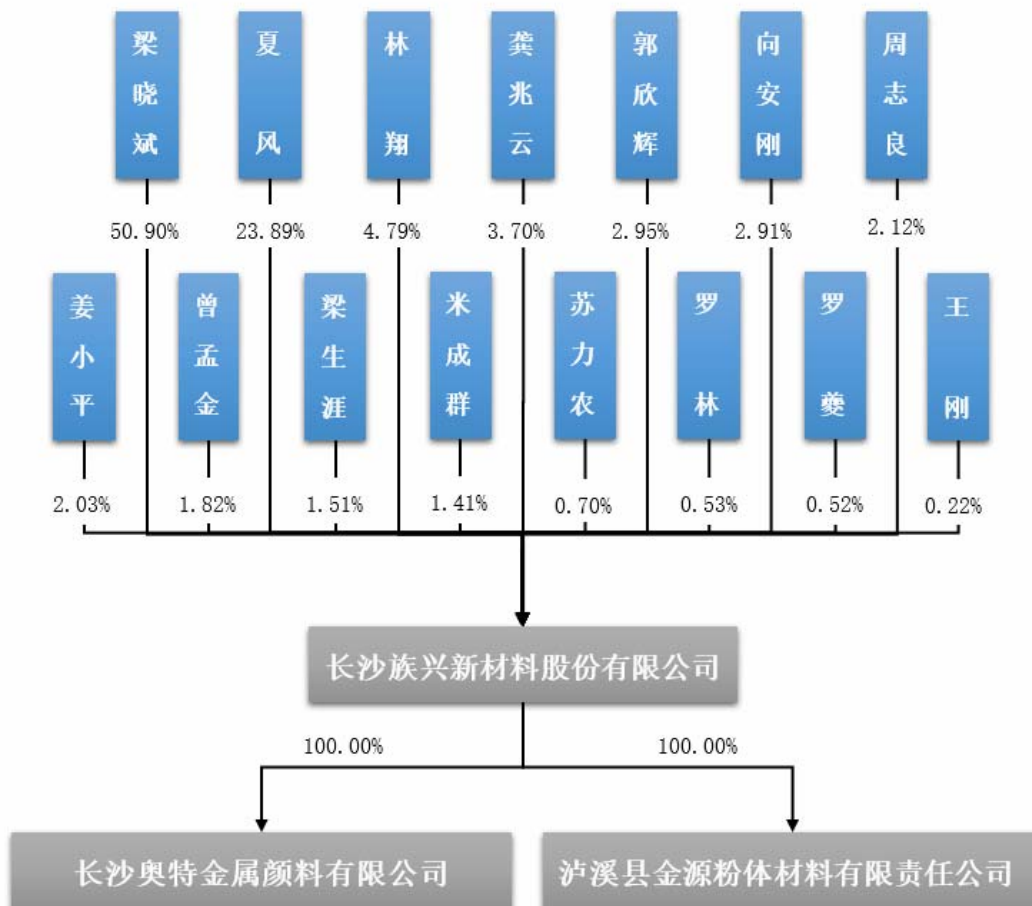 梁晓斌
夏风
林翔
龚兆云
郭欣辉
向安刚
周志良
50.90%
23.89%
4.79%
3.70%
2.95%
2.91%
2.12%
姜小平
曾孟金
梁生涯
米成群
苏力农
罗林
罗夔
王刚
2.03%
1.82%
1.51%
1.41%
0.70%
0.53%
0.52%
0.22%
长沙族兴新材料股份有限公司
100.00%
100.00%
长沙奥特金属颜料有限公司
泸溪县金源粉体材料有限责任公司